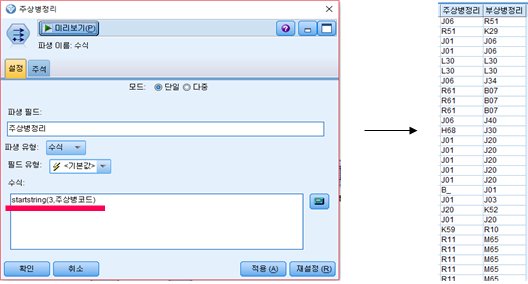 주상병정리
미리보기(P)
파생 이름: 수식
설정 주석
모드: 단일 다중
파생 필드:
주상병정리
파생 유형: 수식
필드 유형: <기본값>
수식:
startstring(3,주상병코드)
확인 취소 적용 (A) 재설정 (R)
주상병정리 부상병정리
J06 R51
R51 K29
J01 J06
J01 J06
L30 L30
L30 L30
J06 J34
R61 B07
R61 B07
R61 B07
J06 J40
H68 J30
J01 J20
J01 J20
J01 J20
J01 J20
J01 J20
B_ J01
J01 J03
J20 K52
J01 J20
K59 R10
R11 M65
R11 M65
R11 M65
R11 M65